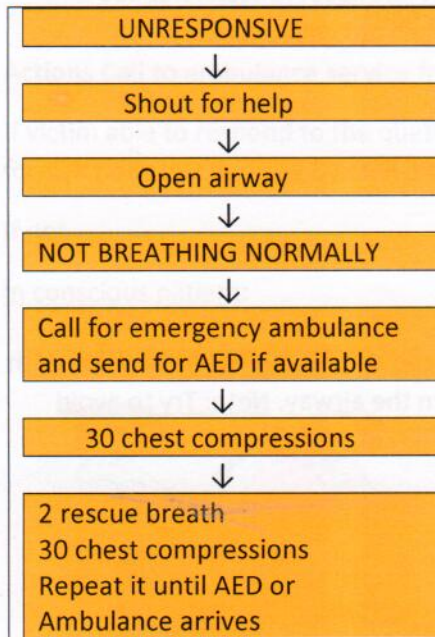 UNRESPONSIVE
Shout for help
Open airway
NOT BREATHING NORMALLY
Call for emergency ambulance
and send for AED if available
30 chest compressions
2 rescue breath
30 chest compressions
Repeat it until AED or
Ambulance arrives